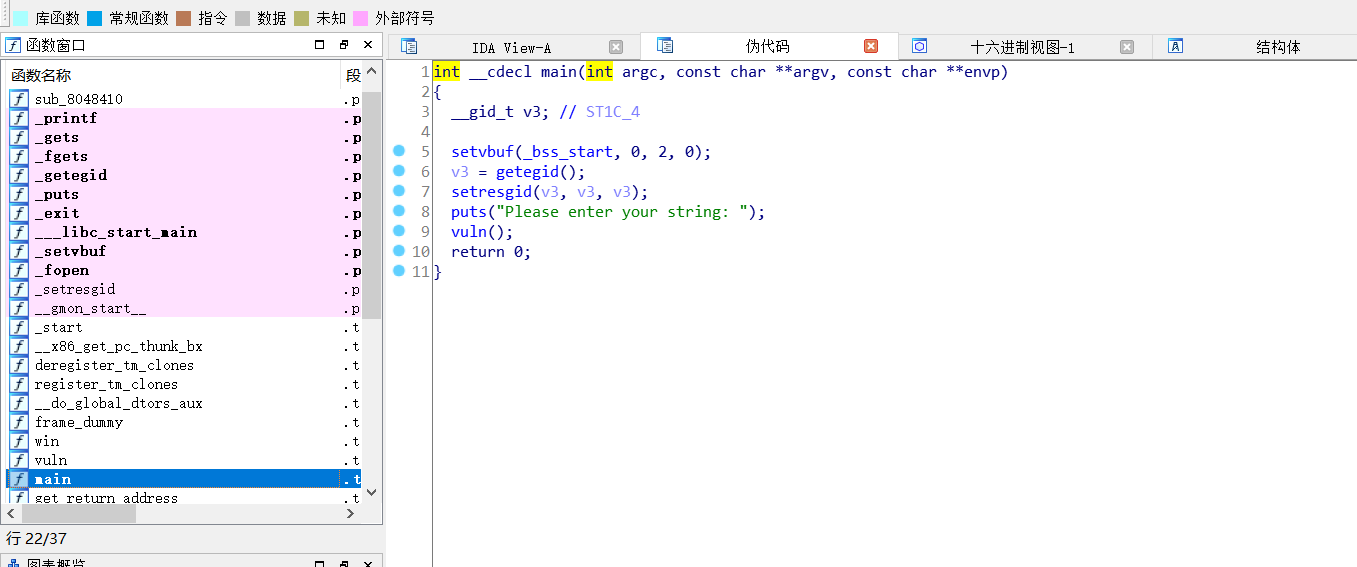 库函数 常规函数 指令 数据 未知 外部符号
函数窗口
IDA View-A 伪代码 十六进制视图-1 结构体
函数名称 段
sub_8048410 .p
_printf .p
_gets .p
_fgets .p
_getegid .p
_puts .p
_exit .p
___libc_start_main .p
_setvbuf .p
_fopen .p
_setresgid .p
__gmon_start__ .p
_start .t
__x86_get_pc_thunk_bx .t
deregister_tm_clones .t
register_tm_clones .t
__do_global_dtors_aux .t
frame_dummy .t
win .t
vuln .t
main .t
get_return_address .t
行 22/37
图表概览
1 int __cdecl main(int argc, const char **argv, const char **envp)
2 {
3 __gid_t v3; // ST1C_4
4
5 setvbuf(_bss_start, 0, 2, 0);
6 v3 = getegid();
7 setresgid(v3, v3, v3);
8 puts("Please enter your string: ");
9 vuln();
10 return 0;
11 }